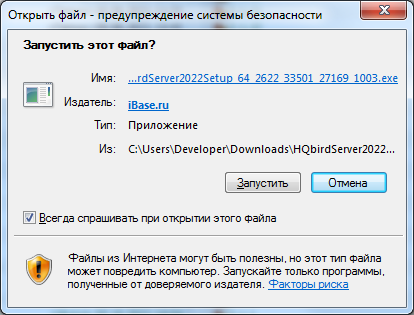 Открыть файл - предупреждение системы безопасности
Запустить этот файл?
Имя: ...rdServer2022Setup_64_2622_33501_27169_1003.exe
Издатель: iBase.ru
Тип: Приложение
Из: C:\Users\Developer\Downloads\HQbirdServer2022...
Запустить Отмена
Всегда спрашивать при открытии этого файла
Файлы из Интернета могут быть полезны, но этот тип файла
может повредить компьютер. Запускайте только программы,
полученные от доверяемого издателя. Факторы риска